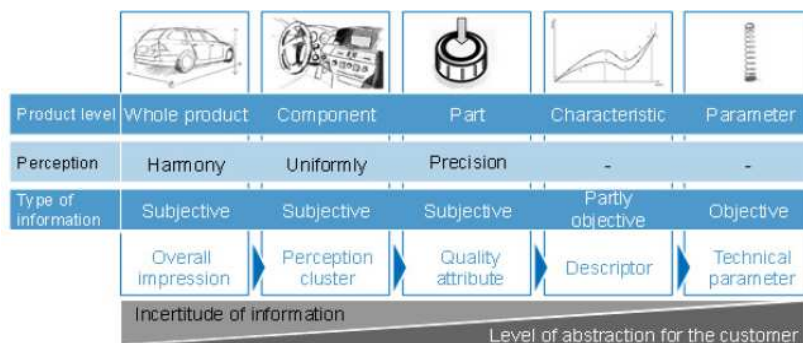 Product level Whole product Component Part Characteristic Parameter
Perception Harmony Uniformly Precision - -
Type of
information Subjective Subjective Subjective Partly
objective Objective
Overall
impression
Perception
cluster
Quality
attribute
Descriptor
Technical
parameter
Incertitude of information
Level of abstraction for the customer